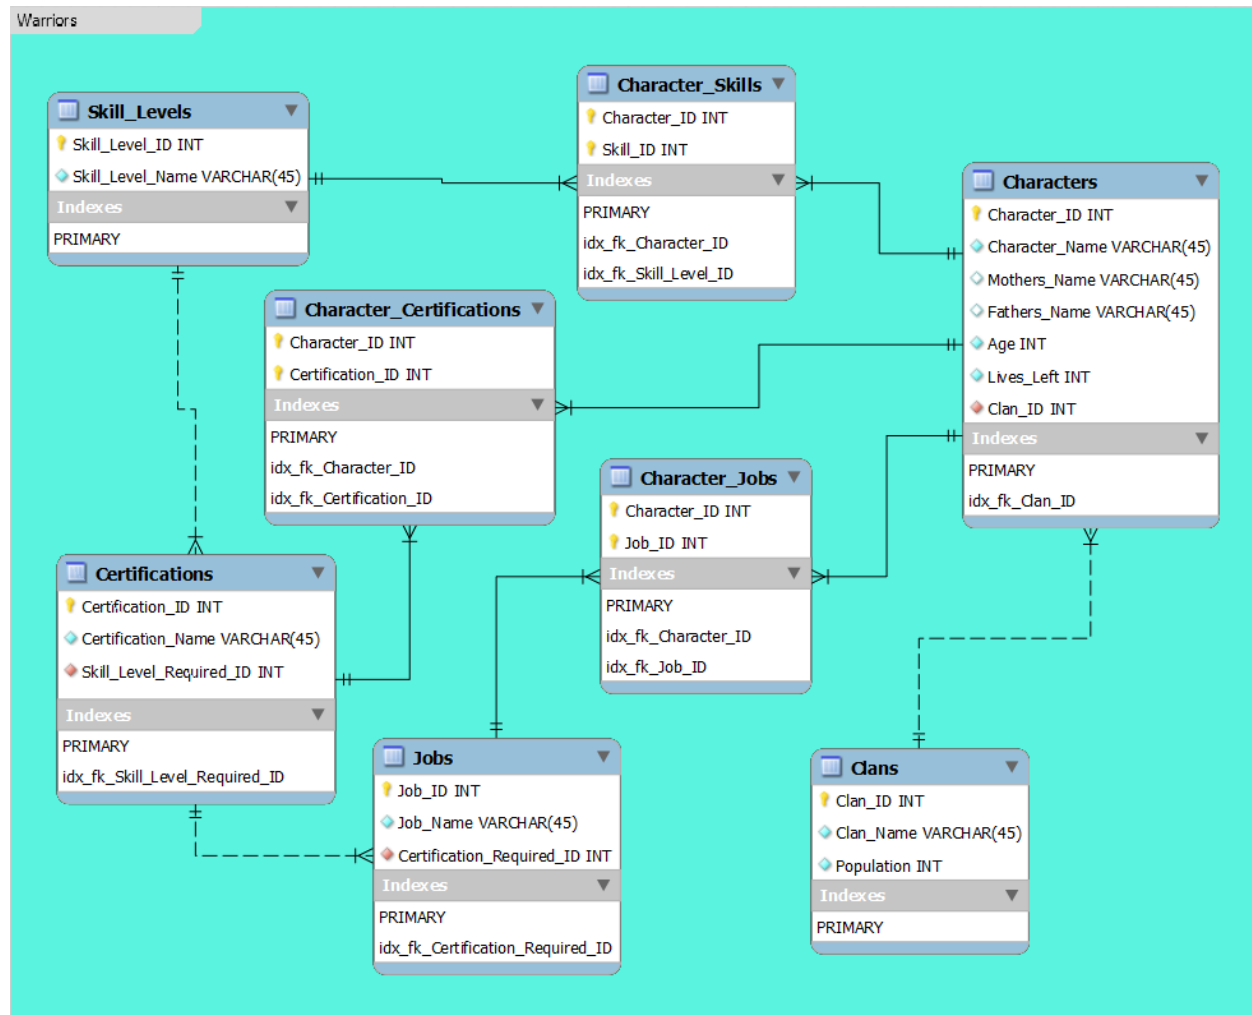 Warriors
Skill_Levels
Skill_Level_ID INT
Skill_Level_Name VARCHAR(45)
Indexes
PRIMARY
Character_Skills
Character_ID INT
Skill_ID INT
Indexes
PRIMARY
idx_fk_Character_ID
idx_fk_Skill_Level_ID
Characters
Character_ID INT
Character_Name VARCHAR(45)
Mothers_Name VARCHAR(45)
Fathers_Name VARCHAR(45)
Age INT
Lives_Left INT
Clan_ID INT
Indexes
PRIMARY
idx_fk_Clan_ID
Character_Certifications
Character_ID INT
Certification_ID INT
Indexes
PRIMARY
idx_fk_Character_ID
idx_fk_Certification_ID
Character_Jobs
Character_ID INT
Job_ID INT
Indexes
PRIMARY
idx_fk_Character_ID
idx_fk_Job_ID
Certifications
Certification_ID INT
Certification_Name VARCHAR(45)
Skill_Level_Required_ID INT
Indexes
PRIMARY
idx_fk_Skill_Level_Required_ID
Jobs
Job_ID INT
Job_Name VARCHAR(45)
Certification_Required_ID INT
Indexes
PRIMARY
idx_fk_Certification_Required_ID
Clans
Clan_ID INT
Clan_Name VARCHAR(45)
Population INT
Indexes
PRIMARY